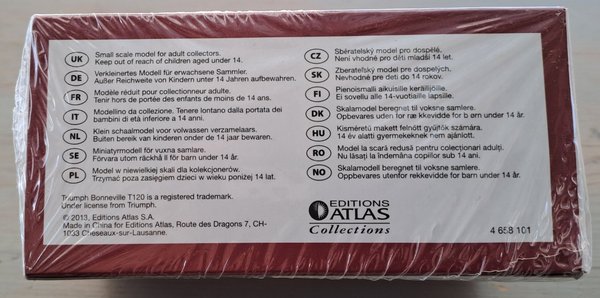 UK Small scale model for adult collectors.
Keep out of reach of children aged under 14.
DE Verkleinertes Modell für erwachsene Sammler.
Außer Reichweite von Kindern unter 14 Jahren aufbewahren.
FR Modèle réduit pour collectionneur adulte.
Tenir hors de portée des enfants de moins de 14 ans.
IT Modellino da collezione. Tenere lontano dalla portata dei
bambini di età inferiore a 14 anni.
NL Klein schaalmodel voor volwassen verzamelaars.
Buiten bereik van kinderen onder de 14 jaar bewaren.
SE Miniatyrmodell för vuxna samlare.
Förvara utom räckhåll för barn under 14 år.
PL Model w niewielkiej skali dla kolekcjonerów.
Trzymać poza zasięgiem dzieci w wieku poniżej 14 lat.
Triumph Bonneville T120 is a registered trademark.
Under license from Triumph.
© 2013, Editions Atlas S.A.
Made in China for Editions Atlas, Route des Dragons 7, CH-
1033 Cheseaux-sur-Lausanne.
CZ Sběratelský model pro dospělé.
Není vhodné pro děti mladší 14 let.
SK Zberateľský model pre dospelých.
Nevhodné pre deti do 14 rokov.
FI Pienoismalli aikuisille keräilijöille.
Ei sovellu alle 14-vuotiaille lapsille.
DK Skalamodel beregnet til voksne samlere.
Opbevares uden for rækkevidde for børn under 14 år.
HU Kisméretű makett felnőtt gyűjtők számára.
14 év alatti gyermekeknek nem ajánlott.
RO Model la scară redusă pentru colecționari adulți.
Nu lăsați la îndemâna copiilor sub 14 ani.
NO Skalamodell beregnet til voksne samlere.
Oppbevares utenfor rekkevidde for barn under 14 år.
EDITIONS
ATLAS
Collections
4 658 101